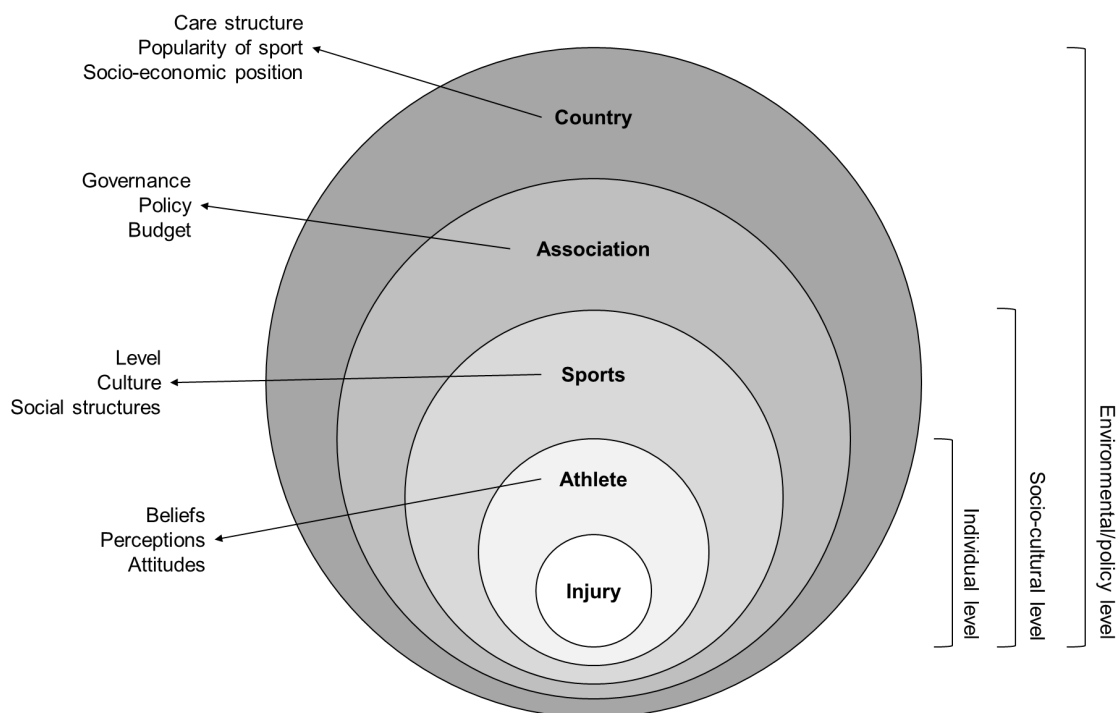 Care structure
Popularity of sport
Socio-economic position
Country
Governance
Policy
Budget
Association
Level
Culture
Social structures
Sports
Beliefs
Perceptions
Attitudes
Athlete
Injury
Individual level
Socio-cultural level
Environmental/policy level